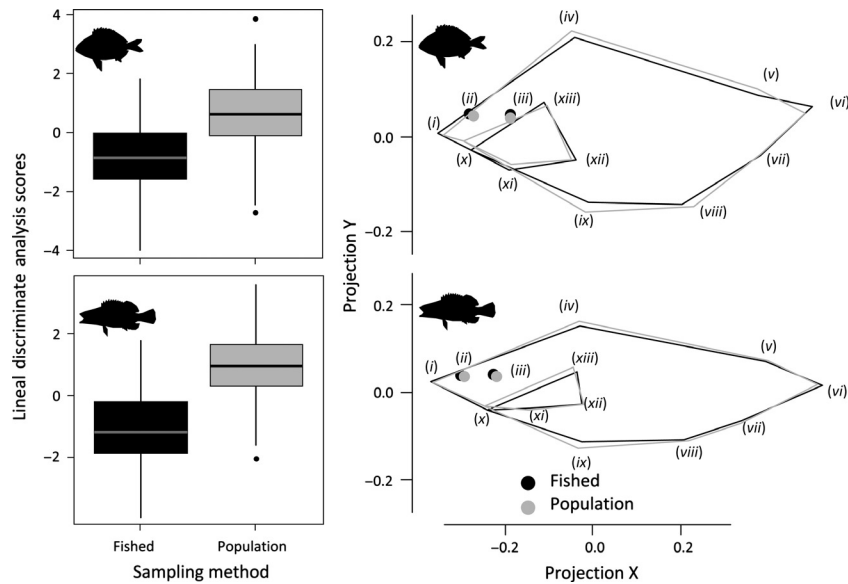 Lineal discriminate analysis scores
4
2
0
−2
−4
2
0
−2
Fished
Population
Sampling method
Projection Y
0.2
0.0
−0.2
(i)
(ii)
(iii)
(iv)
(v)
(vi)
(vii)
(viii)
(ix)
(x)
(xi)
(xii)
(xiii)
0.2
0.0
−0.2
(i)
(ii)
(iii)
(iv)
(v)
(vi)
(vii)
(viii)
(ix)
(x)
(xi)
(xii)
(xiii)
Fished
Population
−0.2
0.0
0.2
Projection X